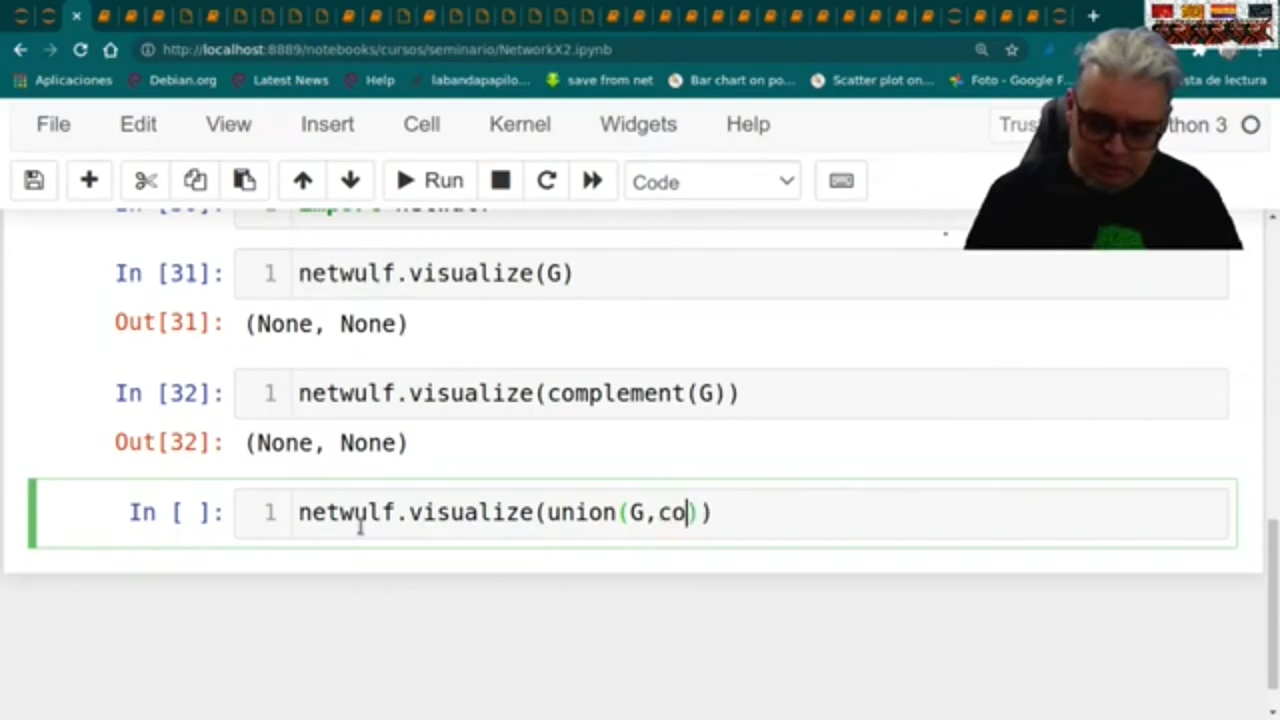 http://localhost:8889/notebooks/cursos/seminario/NetworkX2.ipynb
Aplicaciones Debian.org Latest News Help labandapapilo... save from net Bar chart on po... Scatter plot on... Foto - Google F... sta de lectura
File Edit View Insert Cell Kernel Widgets Help Trus thon 3
Run Code
In [31]: 1 netwulf.visualize(G)
Out[31]: (None, None)
In [32]: 1 netwulf.visualize(complement(G))
Out[32]: (None, None)
In [ ]: 1 netwulf.visualize(union(G,co))